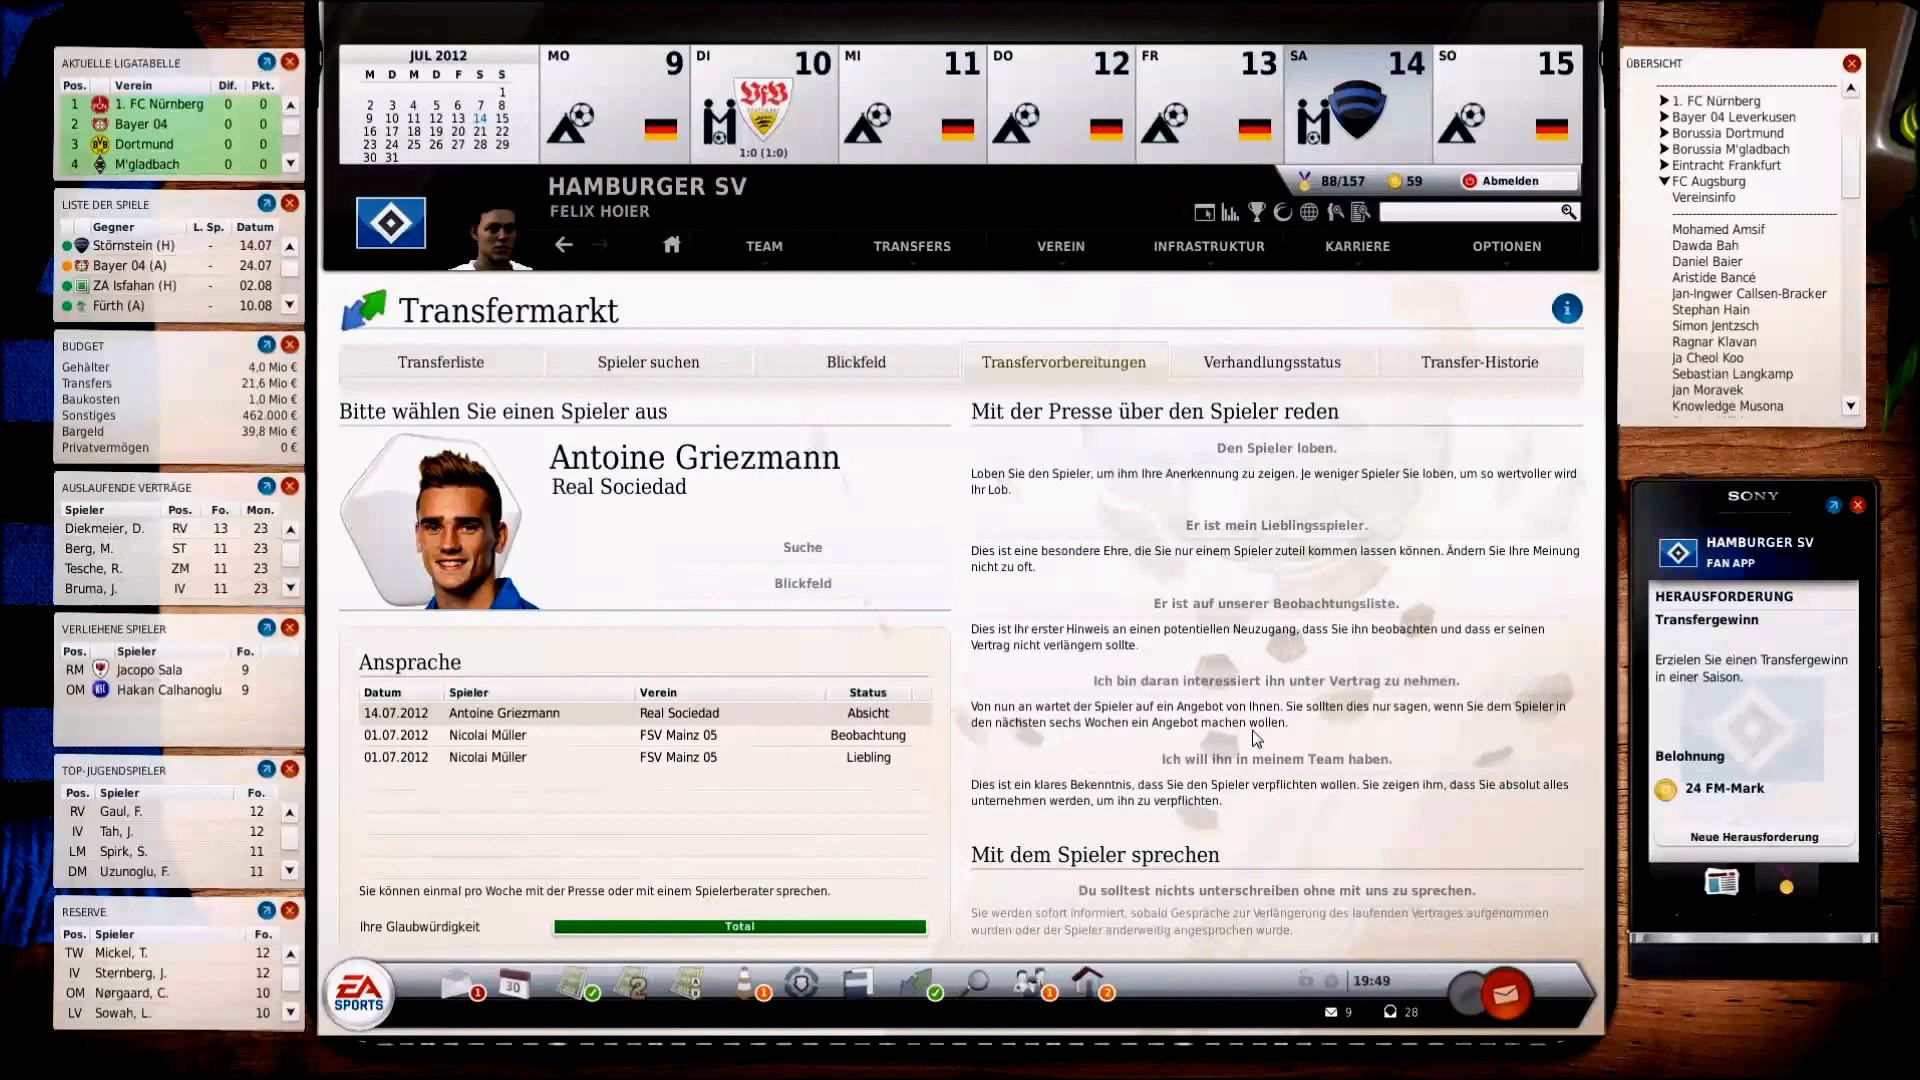 AKTUELLE LIGATABELLE
Pos. Verein Dif. Pkt.
1 1. FC Nürnberg 0 0
2 Bayer 04 0 0
3 Dortmund 0 0
4 M'gladbach 0 0
LISTE DER SPIELE
Gegner L. Sp. Datum
Störnstein (H) - 14.07
Bayer 04 (A) - 24.07
ZA Isfahan (H) - 02.08
Fürth (A) - 10.08
BUDGET
Gehälter 4,0 Mio €
Transfers 21,6 Mio €
Baukosten 1,0 Mio €
Sonstiges 462.000 €
Bargeld 39,8 Mio €
Privatvermögen 0 €
AUSLAUFENDE VERTRÄGE
Spieler Pos. Fo. Mon.
Diekmeier, D. RV 13 23
Berg, M. ST 11 23
Tesche, R. ZM 11 23
Bruma, J. IV 11 23
VERLIEHENE SPIELER
Pos. Spieler Fo.
RM Jacopo Sala 9
OM Hakan Calhanoglu 9
TOP-JUGENDSPIELER
Pos. Spieler Fo.
RV Gaul, F. 12
IV Tah, J. 12
LM Spirk, S. 11
DM Uzunoglu, F. 11
RESERVE
Pos. Spieler Fo.
TW Mickel, T. 12
IV Sternberg, J. 12
OM Nørgaard, C. 10
LV Sowah, L. 10
JUL 2012
M D M D F S S
1
2 3 4 5 6 7 8
9 10 11 12 13 14 15
16 17 18 19 20 21 22
23 24 25 26 27 28 29
30 31
MO 9
DI 10
VfB
1:0 (1:0)
MI 11
DO 12
FR 13
SA 14
SO 15
88/157 59 Abmelden
HAMBURGER SV
FELIX HOIER
TEAM TRANSFERS VEREIN INFRASTRUKTUR KARRIERE OPTIONEN
Transfermarkt
Transferliste Spieler suchen Blickfeld Transfervorbereitungen Verhandlungsstatus Transfer-Historie
Bitte wählen Sie einen Spieler aus
Antoine Griezmann
Real Sociedad
Suche
Blickfeld
Ansprache
Datum Spieler Verein Status
14.07.2012 Antoine Griezmann Real Sociedad Absicht
01.07.2012 Nicolai Müller FSV Mainz 05 Beobachtung
01.07.2012 Nicolai Müller FSV Mainz 05 Liebling
Sie können einmal pro Woche mit der Presse oder mit einem Spielerberater sprechen.
Ihre Glaubwürdigkeit Total
Mit der Presse über den Spieler reden
Den Spieler loben.
Loben Sie den Spieler, um ihm Ihre Anerkennung zu zeigen. Je weniger Spieler Sie loben, um so wertvoller wird
Ihr Lob.
Er ist mein Lieblingsspieler.
Dies ist eine besondere Ehre, die Sie nur einem Spieler zuteil kommen lassen können. Ändern Sie Ihre Meinung
nicht zu oft.
Er ist auf unserer Beobachtungsliste.
Dies ist Ihr erster Hinweis an einen potentiellen Neuzugang, dass Sie ihn beobachten und dass er seinen
Vertrag nicht verlängern sollte.
Ich bin daran interessiert ihn unter Vertrag zu nehmen.
Von nun an wartet der Spieler auf ein Angebot von Ihnen. Sie sollten dies nur sagen, wenn Sie dem Spieler in
den nächsten sechs Wochen ein Angebot machen wollen.
Ich will ihn in meinem Team haben.
Dies ist ein klares Bekenntnis, dass Sie den Spieler verpflichten wollen. Sie zeigen ihm, dass Sie absolut alles
unternehmen werden, um ihn zu verpflichten.
Mit dem Spieler sprechen
Du solltest nichts unterschreiben ohne mit uns zu sprechen.
Sie werden sofort informiert, sobald Gespräche zur Verlängerung des laufenden Vertrages aufgenommen
wurden oder der Spieler anderweitig angesprochen wurde.
EA
SPORTS
1 30 2 1 1 2
19:49
9 28
ÜBERSICHT
1. FC Nürnberg
Bayer 04 Leverkusen
Borussia Dortmund
Borussia M'gladbach
Eintracht Frankfurt
FC Augsburg
Vereinsinfo
Mohamed Amsif
Dawda Bah
Daniel Baier
Aristide Bancé
Jan-Ingwer Callsen-Bracker
Stephan Hain
Simon Jentzsch
Ragnar Klavan
Ja Cheol Koo
Sebastian Langkamp
Jan Moravek
Knowledge Musona
SONY
HAMBURGER SV
FAN APP
HERAUSFORDERUNG
Transfergewinn
Erzielen Sie einen Transfergewinn
in einer Saison.
Belohnung
24 FM-Mark
Neue Herausforderung